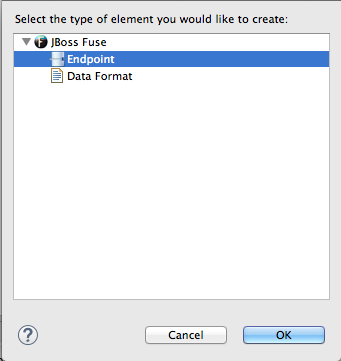 Select the type of element you would like to create:
JBoss Fuse
Endpoint
Data Format
?
Cancel
OK